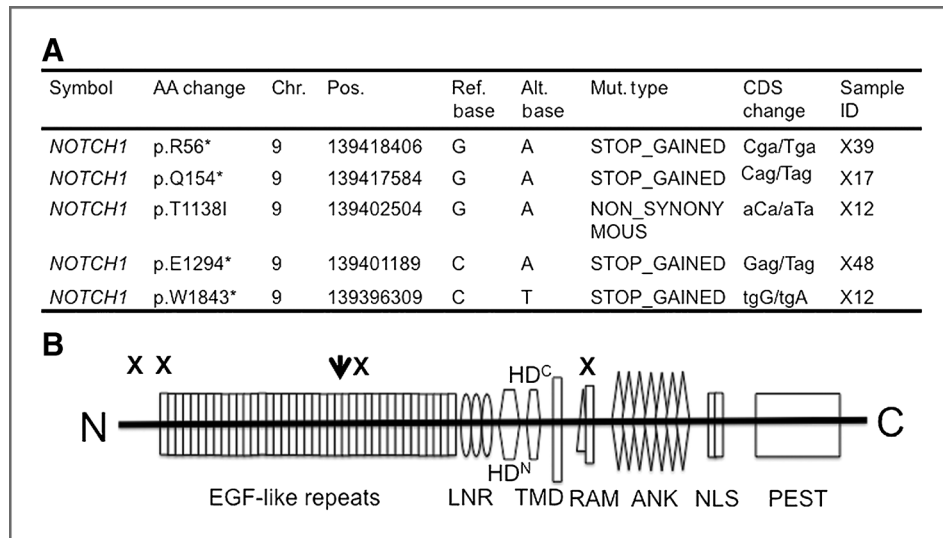 A
Symbol AA change Chr. Pos. Ref. base Alt. base Mut. type CDS change Sample ID
NOTCH1 p.R56* 9 139418406 G A STOP_GAINED Cga/Tga X39
NOTCH1 p.Q154* 9 139417584 G A STOP_GAINED Cag/Tag X17
NOTCH1 p.T1138I 9 139402504 G A NON_SYNONYMOUS aCa/aTa X12
NOTCH1 p.E1294* 9 139401189 C A STOP_GAINED Gag/Tag X48
NOTCH1 p.W1843* 9 139396309 C T STOP_GAINED tgG/tgA X12
B
X X X X
HDC
N C
HDN
EGF-like repeats LNR TMD RAM ANK NLS PEST